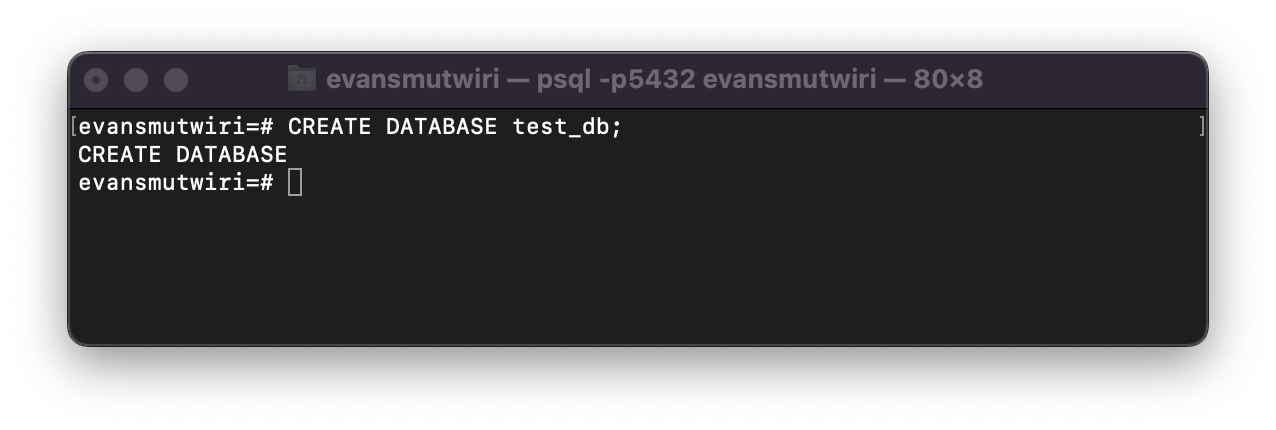 evansmutwiri — psql -p5432 evansmutwiri — 80×8
[evansmutwiri=# CREATE DATABASE test_db; ]
CREATE DATABASE
evansmutwiri=#